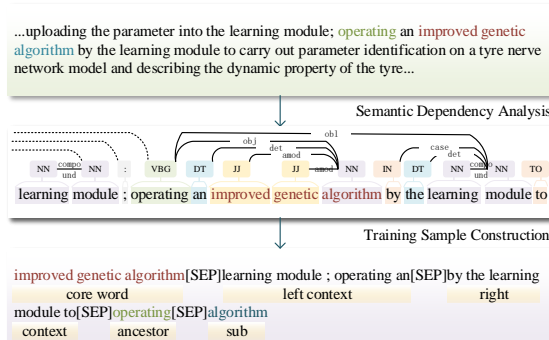 ...uploading the parameter into the learning module; operating an improved genetic
algorithm by the learning module to carry out parameter identification on a tyre nerve
network model and describing the dynamic property of the tyre...
Semantic Dependency Analysis
obl
obj
det
case
amod
det
NN compo und NN : VBG DT JJ JJ amod NN IN DT NN compo und NN TO
learning module ; operating an improved genetic algorithm by the learning module to
Training Sample Construction
improved genetic algorithm[SEP]learning module ; operating an[SEP]by the learning
core word left context right
module to[SEP]operating[SEP]algorithm
context ancestor sub